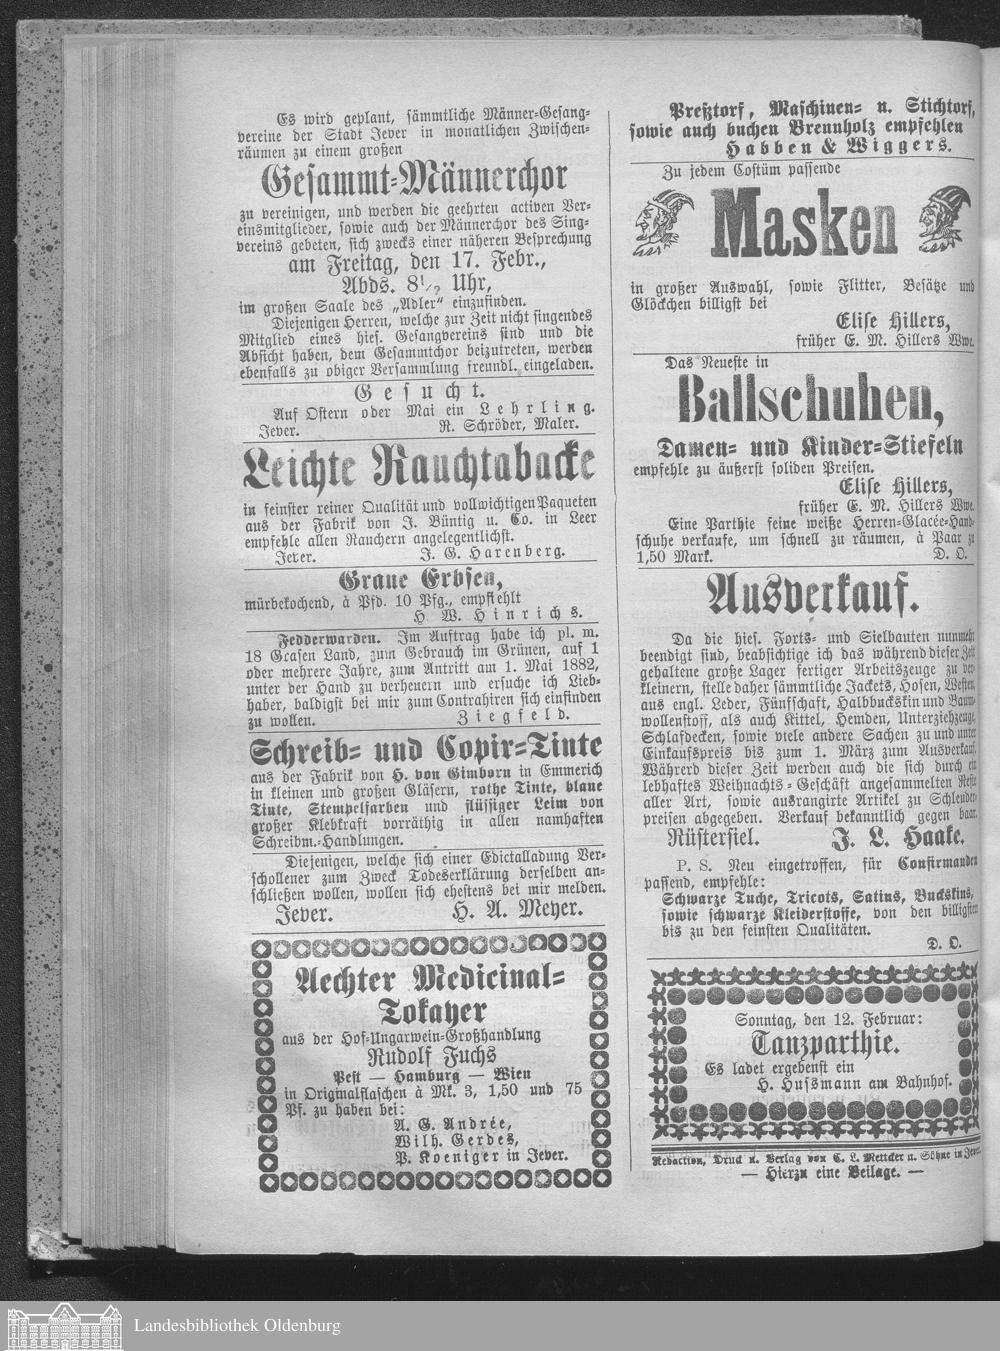 Es wird geplant, sämmtliche Männer-Gesang-
vereine der Stadt Jever in monatlichen Zwischen-
räumen zu einem großen
Gesammt-Männerchor
zu vereinigen, und werden die geehrten activen Ver-
einsmitglieder, sowie auch der Männerchor des Sing-
vereins gebeten, sich zwecks einer näheren Besprechung
am Freitag, den 17. Febr.,
Abds. 8½ Uhr,
im großen Saale des „Adler“ einzufinden.
Diejenigen Herren, welche zur Zeit nicht singendes
Mitglied eines hies. Gesangvereins sind und die
Absicht haben, dem Gesammtchor beizutreten, werden
ebenfalls zu obiger Versammlung freundl. eingeladen.
Gesucht.
Auf Ostern oder Mai ein Lehrling.
Jever. R. Schröder, Maler.
Leichte Rauchtabacke
in feinster reiner Qualität und vollwichtigen Paqueten
aus der Fabrik von J. Büntig u. Co. in Leer
empfehle allen Rauchern angelegentlichst.
Jever. J. G. Harenberg.
Graue Erbsen,
mürbekochend, à Pfd. 10 Pfg., empfiehlt
H. W. Hinrichs.
Fedderwarden. Im Auftrag habe ich pl. m.
18 Grasen Land, zum Gebrauch im Grünen, auf 1
oder mehrere Jahre, zum Antritt am 1. Mai 1882,
unter der Hand zu verheuern und ersuche ich Lieb-
haber, baldigst bei mir zum Contrahiren sich einfinden
zu wollen. Ziegfeld.
Schreib- und Copir-Tinte
aus der Fabrik von H. von Gimborn in Emmerich
in kleinen und großen Gläsern, rothe Tinte, blaue
Tinte, Stempelfarben und flüssiger Leim von
großer Klebkraft vorräthig in allen namhaften
Schreibm.-Handlungen.
Diejenigen, welche sich einer Edictalladung Ver-
schollener zum Zweck Todeserklärung derselben an-
schließen wollen, wollen sich ehestens bei mir melden.
Jever. H. A. Meyer.
Aechter Medicinal-
Tokayer
aus der Hof-Ungarwein-Großhandlung
Rudolf Fuchs
Pest — Hamburg — Wien
in Originalflaschen à Mk. 3, 1,50 und 75
Pf. zu haben bei:
A. G. Andrée,
Wilh. Gerdes,
P. Koeniger in Jever.
Preßtorf, Maschinen- u. Stichtorf,
sowie auch buchen Brennholz empfehlen
Habben & Wiggers.
Zu jedem Costüm passende
Masken
in großer Auswahl, sowie Flitter, Besätze und
Glöckchen billigst bei
Elise Hillers,
früher E. M. Hillers Wwe.
Das Neueste in
Ballschuhen,
Damen- und Kinder-Stiefeln
empfehle zu äußerst soliden Preisen.
Elise Hillers,
früher E. M. Hillers Wwe.
Eine Parthie feine weiße Herren-Glacée-Hand-
schuhe verkaufe, um schnell zu räumen, à Paar zu
1,50 Mark. D. O.
Ausverkauf.
Da die hies. Forts- und Sielbauten nunmehr
beendigt sind, beabsichtige ich das während dieser Zeit
gehaltene große Lager fertiger Arbeitszeuge zu ver-
kleinern, stelle daher sämmtliche Jackets, Hosen, Westen,
aus engl. Leder, Fünfschaft, Halbbuckskin und Baum-
wollenstoff, als auch Kittel, Hemden, Unterziehzeuge,
Schlafdecken, sowie viele andere Sachen zu und unter
Einkaufspreis bis zum 1. März zum Ausverkauf.
Währerd dieser Zeit werden auch die sich durch ein
lebhaftes Weihnachts-Geschäft angesammelten Reste
aller Art, sowie ausrangirte Artikel zu Schleuder-
preisen abgegeben. Verkauf bekanntlich gegen baar.
Rüstersiel. J. L. Haake.
P. S. Neu eingetroffen, für Confirmanden
passend, empfehle:
Schwarze Tuche, Tricots, Satins, Buckskins,
sowie schwarze Kleiderstoffe, von den billigsten
bis zu den feinsten Qualitäten.
D. O.
Sonntag, den 12. Februar:
Tanzparthie.
Es ladet ergebenst ein
H. Hussmann am Bahnhof.
Redaction, Druck u. Verlag von C. L. Mettcker u. Söhne in Jever.
— Hierzu eine Beilage. —
Landesbibliothek Oldenburg